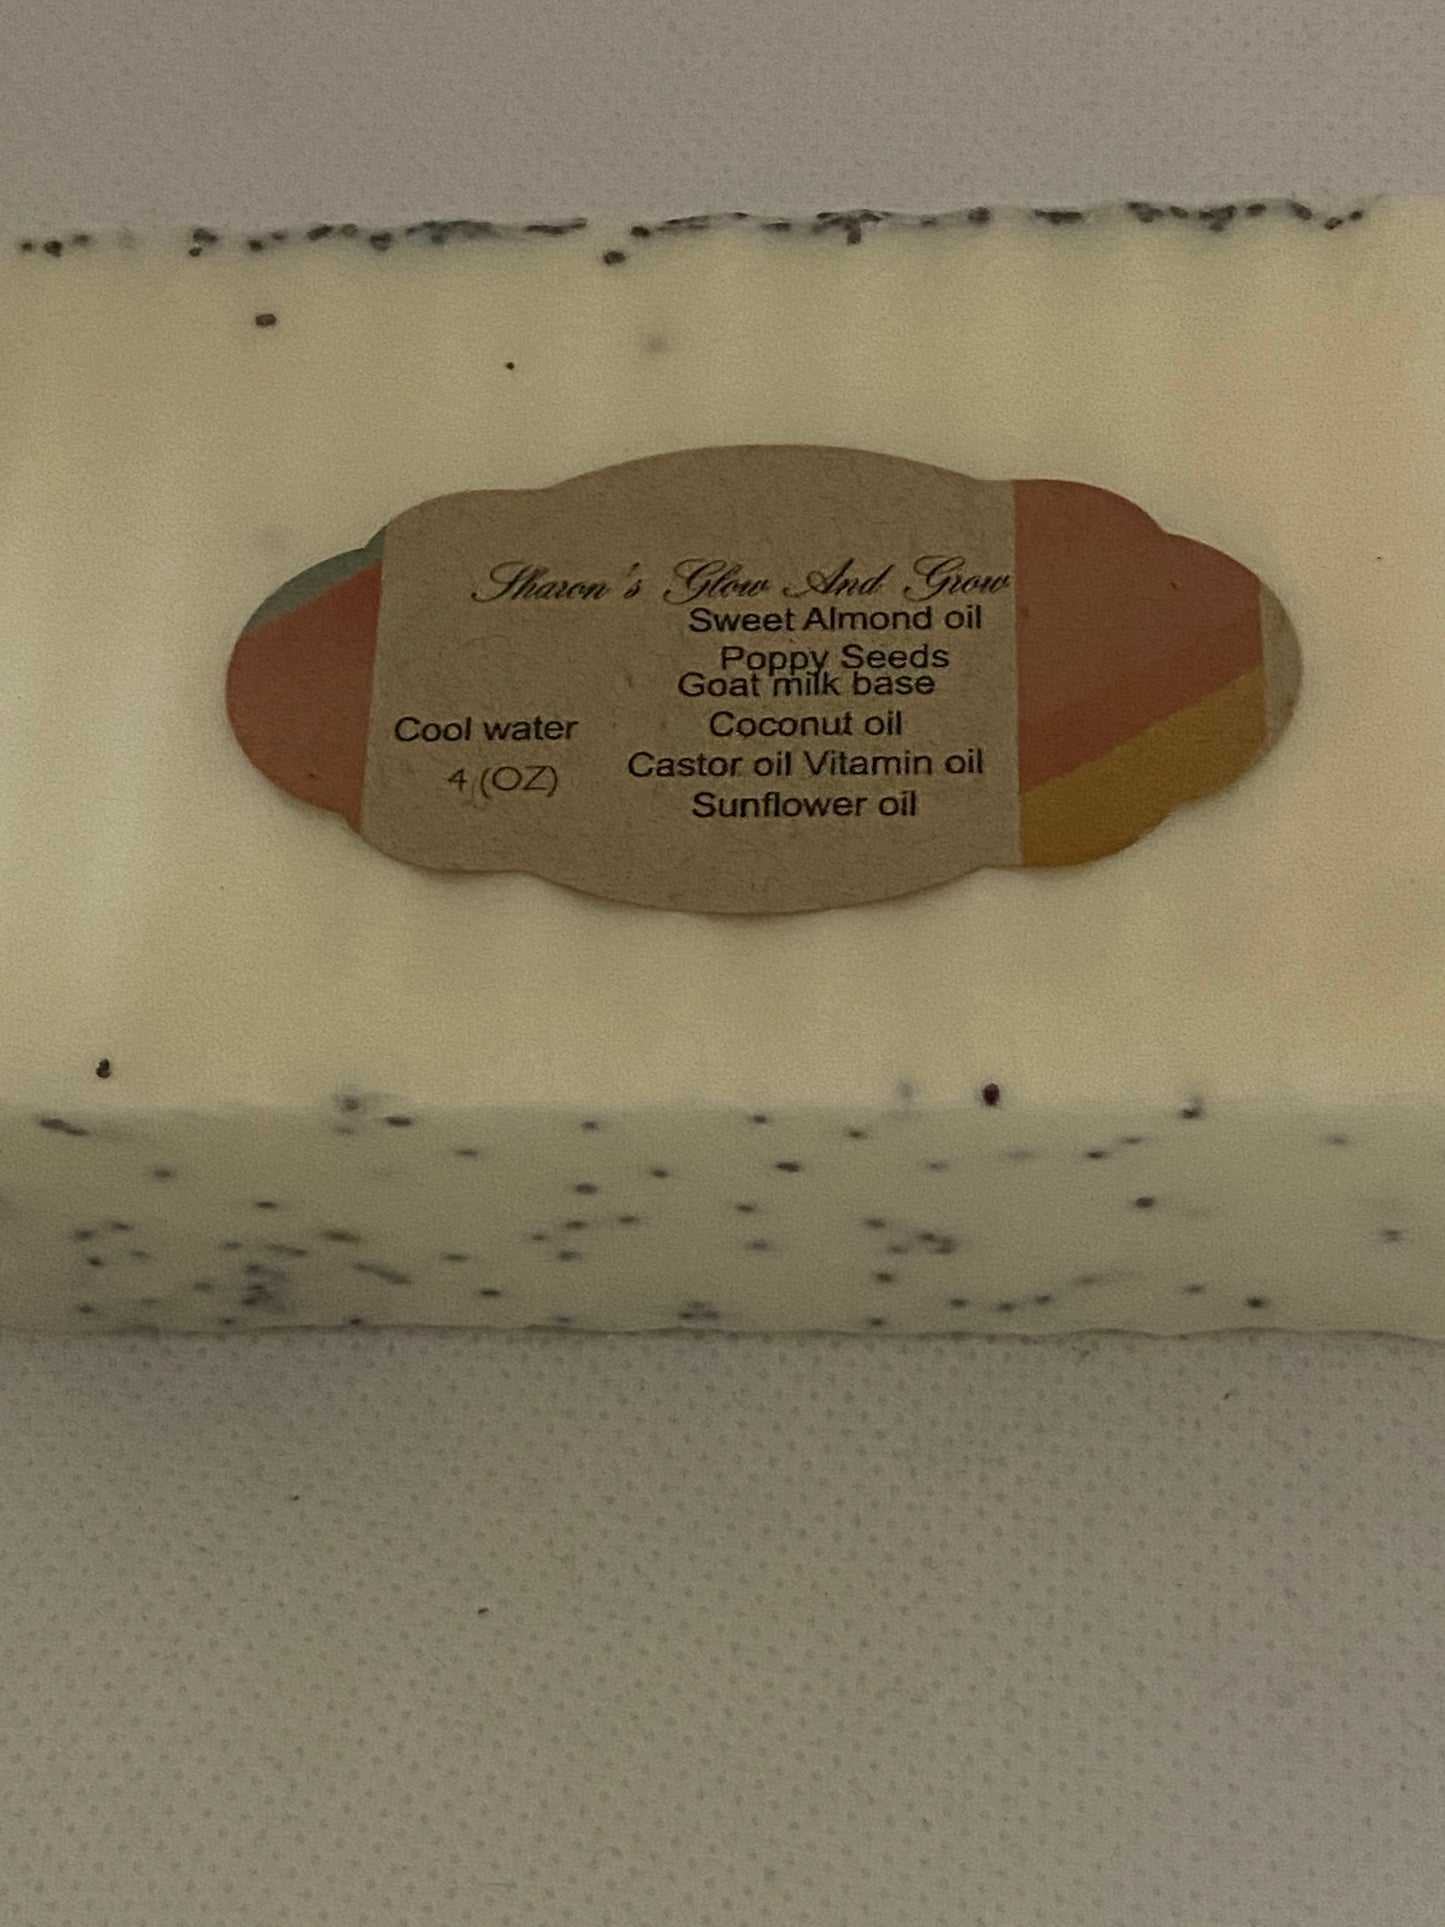 Sharon's Glow And Grow
Sweet Almond oil
Poppy Seeds
Goat milk base
Coconut oil
Castor oil Vitamin oil
Sunflower oil
Cool water
4 (OZ)